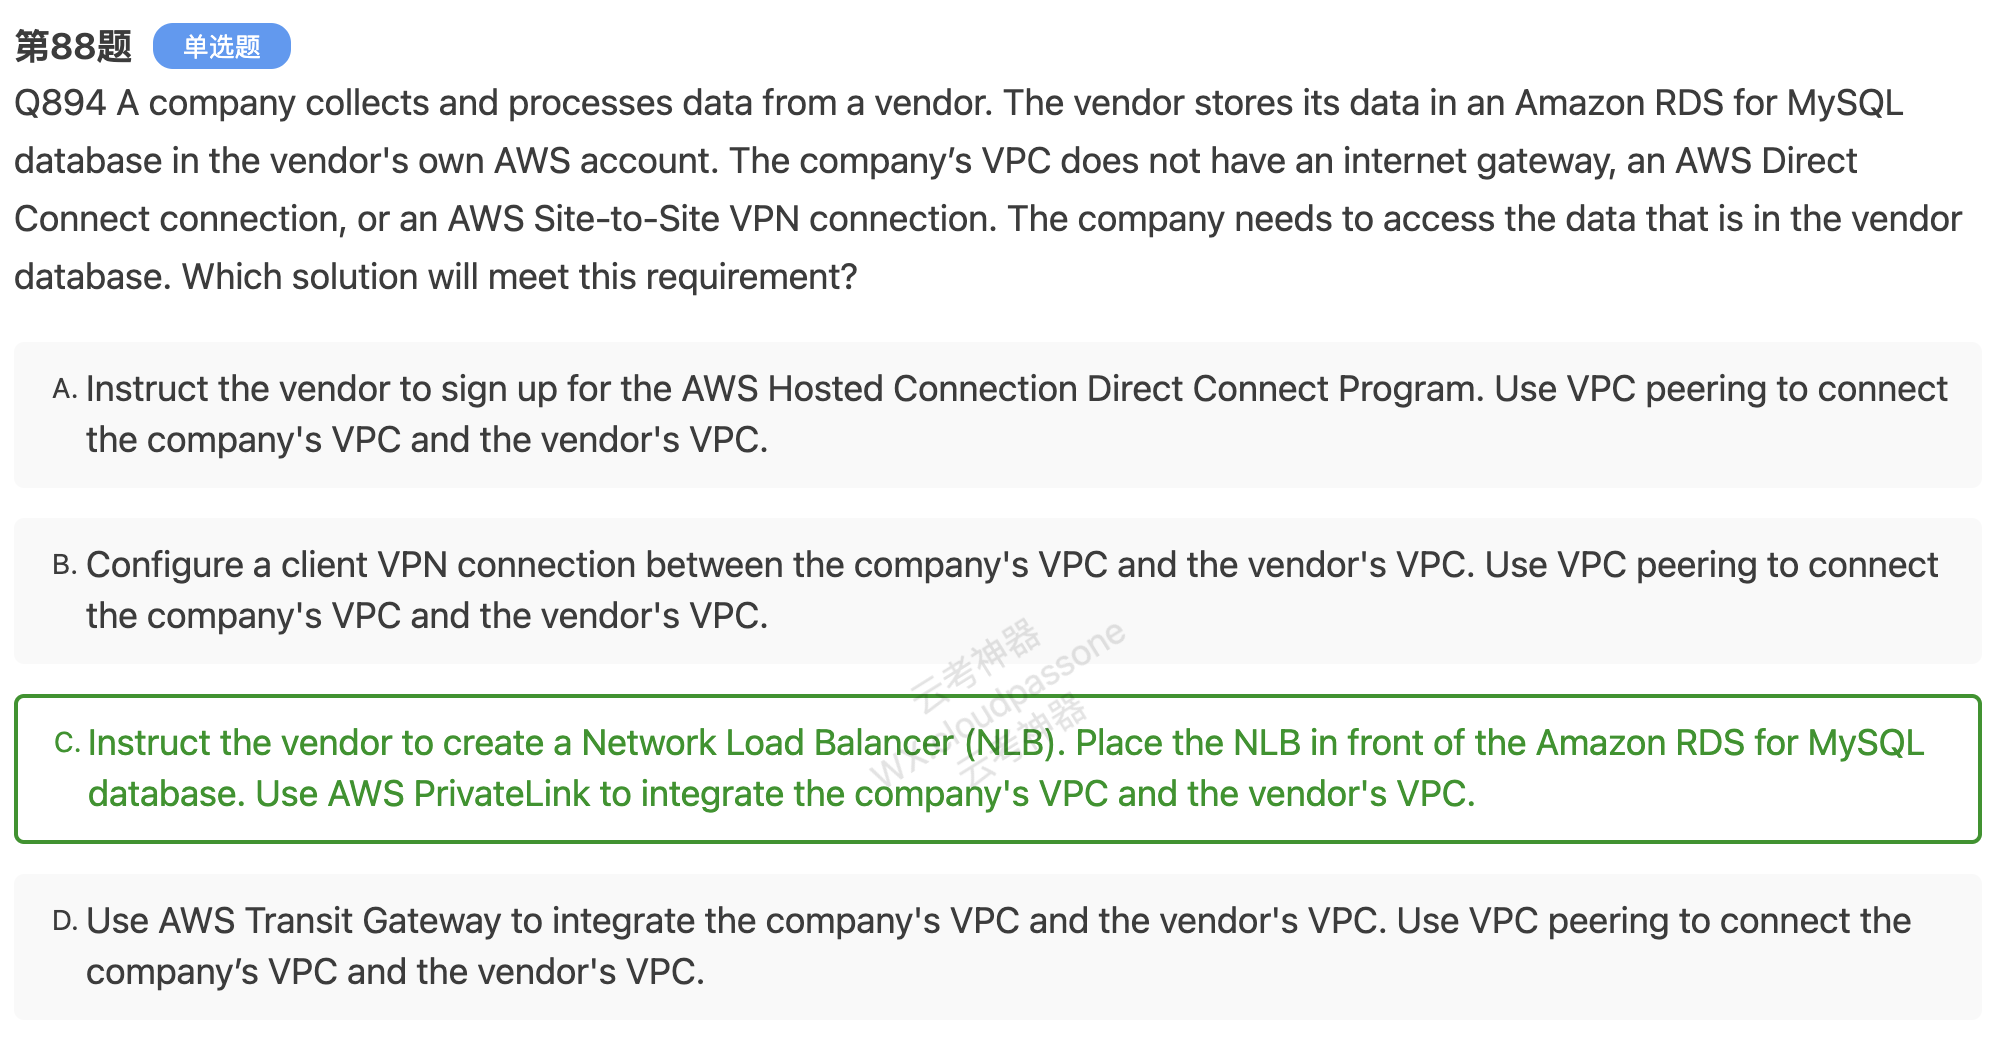 第88题 单选题
Q894 A company collects and processes data from a vendor. The vendor stores its data in an Amazon RDS for MySQL
database in the vendor's own AWS account. The company’s VPC does not have an internet gateway, an AWS Direct
Connect connection, or an AWS Site-to-Site VPN connection. The company needs to access the data that is in the vendor
database. Which solution will meet this requirement?
A. Instruct the vendor to sign up for the AWS Hosted Connection Direct Connect Program. Use VPC peering to connect
the company's VPC and the vendor's VPC.
B. Configure a client VPN connection between the company's VPC and the vendor's VPC. Use VPC peering to connect
the company's VPC and the vendor's VPC.
云考神器
cloudpassone
云考神器
C. Instruct the vendor to create a Network Load Balancer (NLB). Place the NLB in front of the Amazon RDS for MySQL
database. Use AWS PrivateLink to integrate the company's VPC and the vendor's VPC.
D. Use AWS Transit Gateway to integrate the company's VPC and the vendor's VPC. Use VPC peering to connect the
company’s VPC and the vendor's VPC.